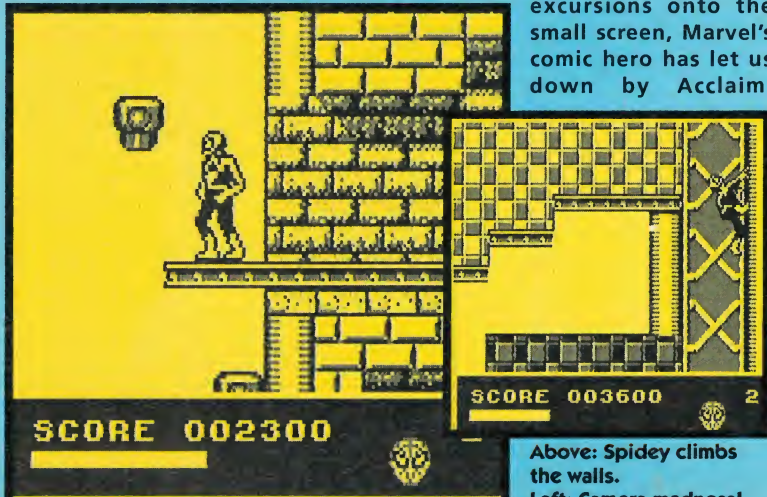 excursions onto the
small screen, Marvel's
comic hero has let us
down by Acclaim
SCORE 002300
SCORE 003600 2
Above: Spidey climbs
the walls.